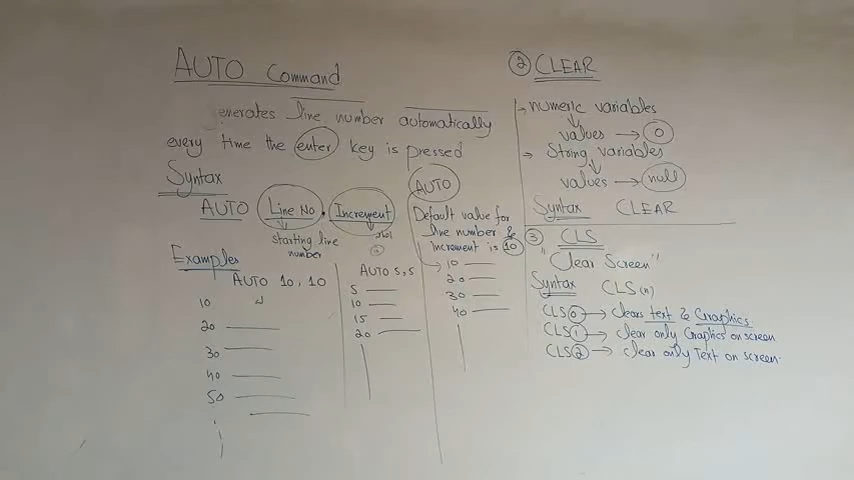 AUTO Command
generates line number automatically
every time the enter key is pressed
Syntax
AUTO Line No, Increment
starting line
number
Examples
AUTO 10, 10
10
20
30
40
50
AUTO 5,5
5
10
15
20
AUTO
Default value for
line number &
increment is 10
10
20
30
40
② CLEAR
→ numeric variables
values → 0
→ String variables
values → null
Syntax CLEAR
③ CLS
"Clear Screen"
Syntax CLS(n)
CLS 0 → clears text & Graphics
CLS 1 → clear only Graphics on screen
CLS 2 → clear only Text on screen.